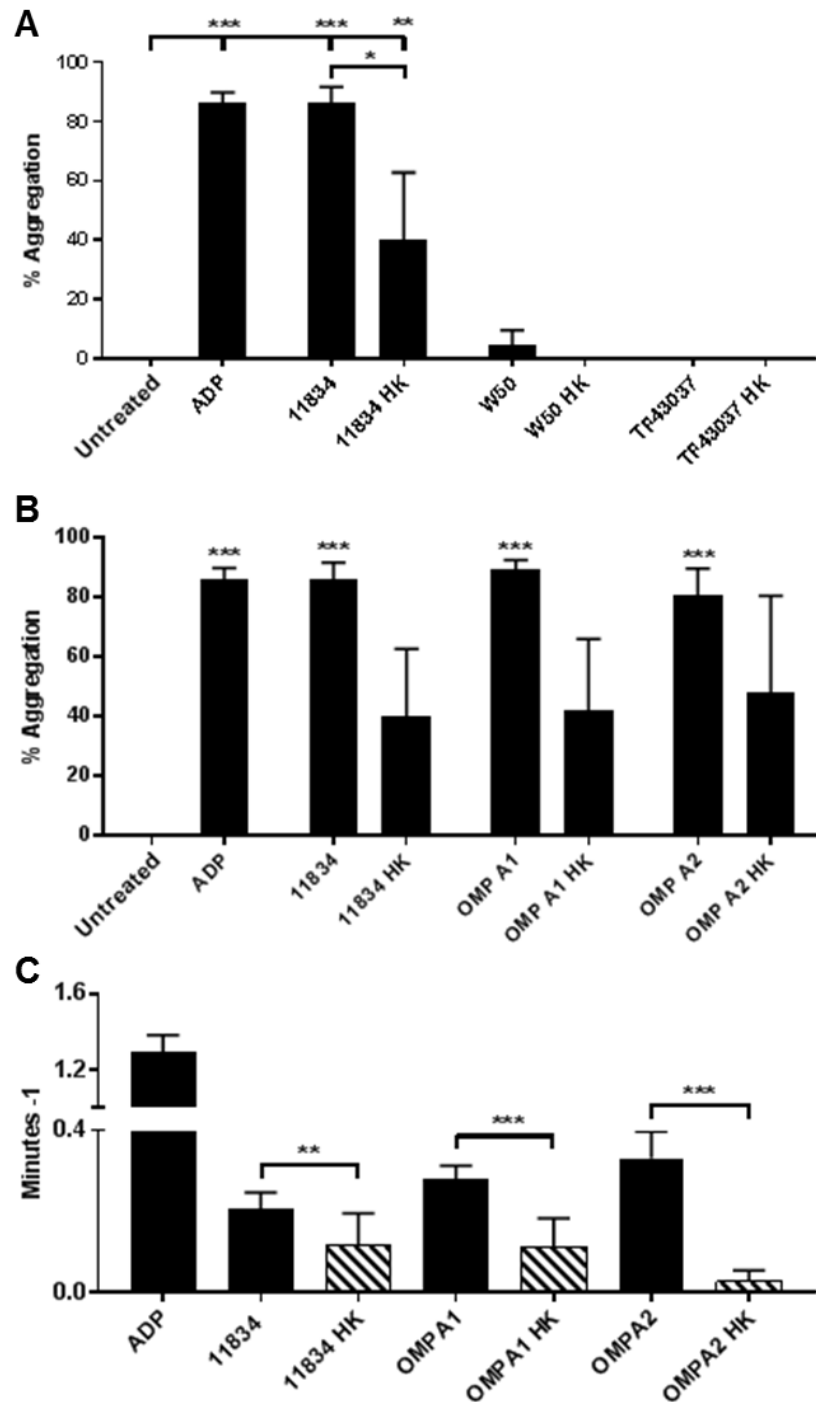 A
*** *** **
*
100
80
60
40
20
0
% Aggregation
Untreated
ADP
11834
11834 HK
W50
W50 HK
TF43037
TF43037 HK
B
*** *** *** ***
100
80
60
40
20
0
% Aggregation
Untreated
ADP
11834
11834 HK
OMP A1
OMP A1 HK
OMP A2
OMP A2 HK
C
** *** ***
1.6
1.2
0.4
0.0
Minutes -1
ADP
11834
11834 HK
OMPA1
OMPA1 HK
OMPA2
OMPA2 HK